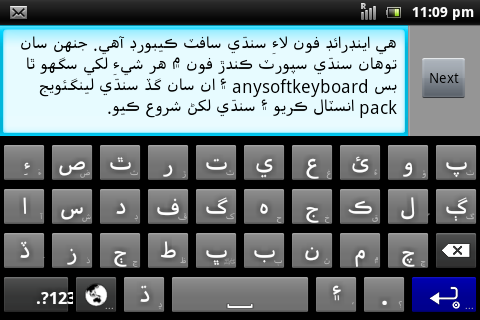 11:09 pm
هي اينڊرائڊ فون لاءِ سنڌي سافٽ ڪيبورڊ آهي. جنهن سان
توهان سنڌي سپورٽ ڪندڙ فون ۾ هر شيءِ لکي سگهو ٿا
بس anysoftkeyboard ۽ ان سان گڏ سنڌي لينگئويج
pack انسٽال ڪريو ۽ سنڌي لکڻ شروع ڪيو.
Next
پ و ئ ع ي ت ر ٿ ص
ڳ ل ڪ ج ه گ ف د س ا
چ م ن ب ڀ ط ڄ ز ڏ
.?123 ڌ ۽ .